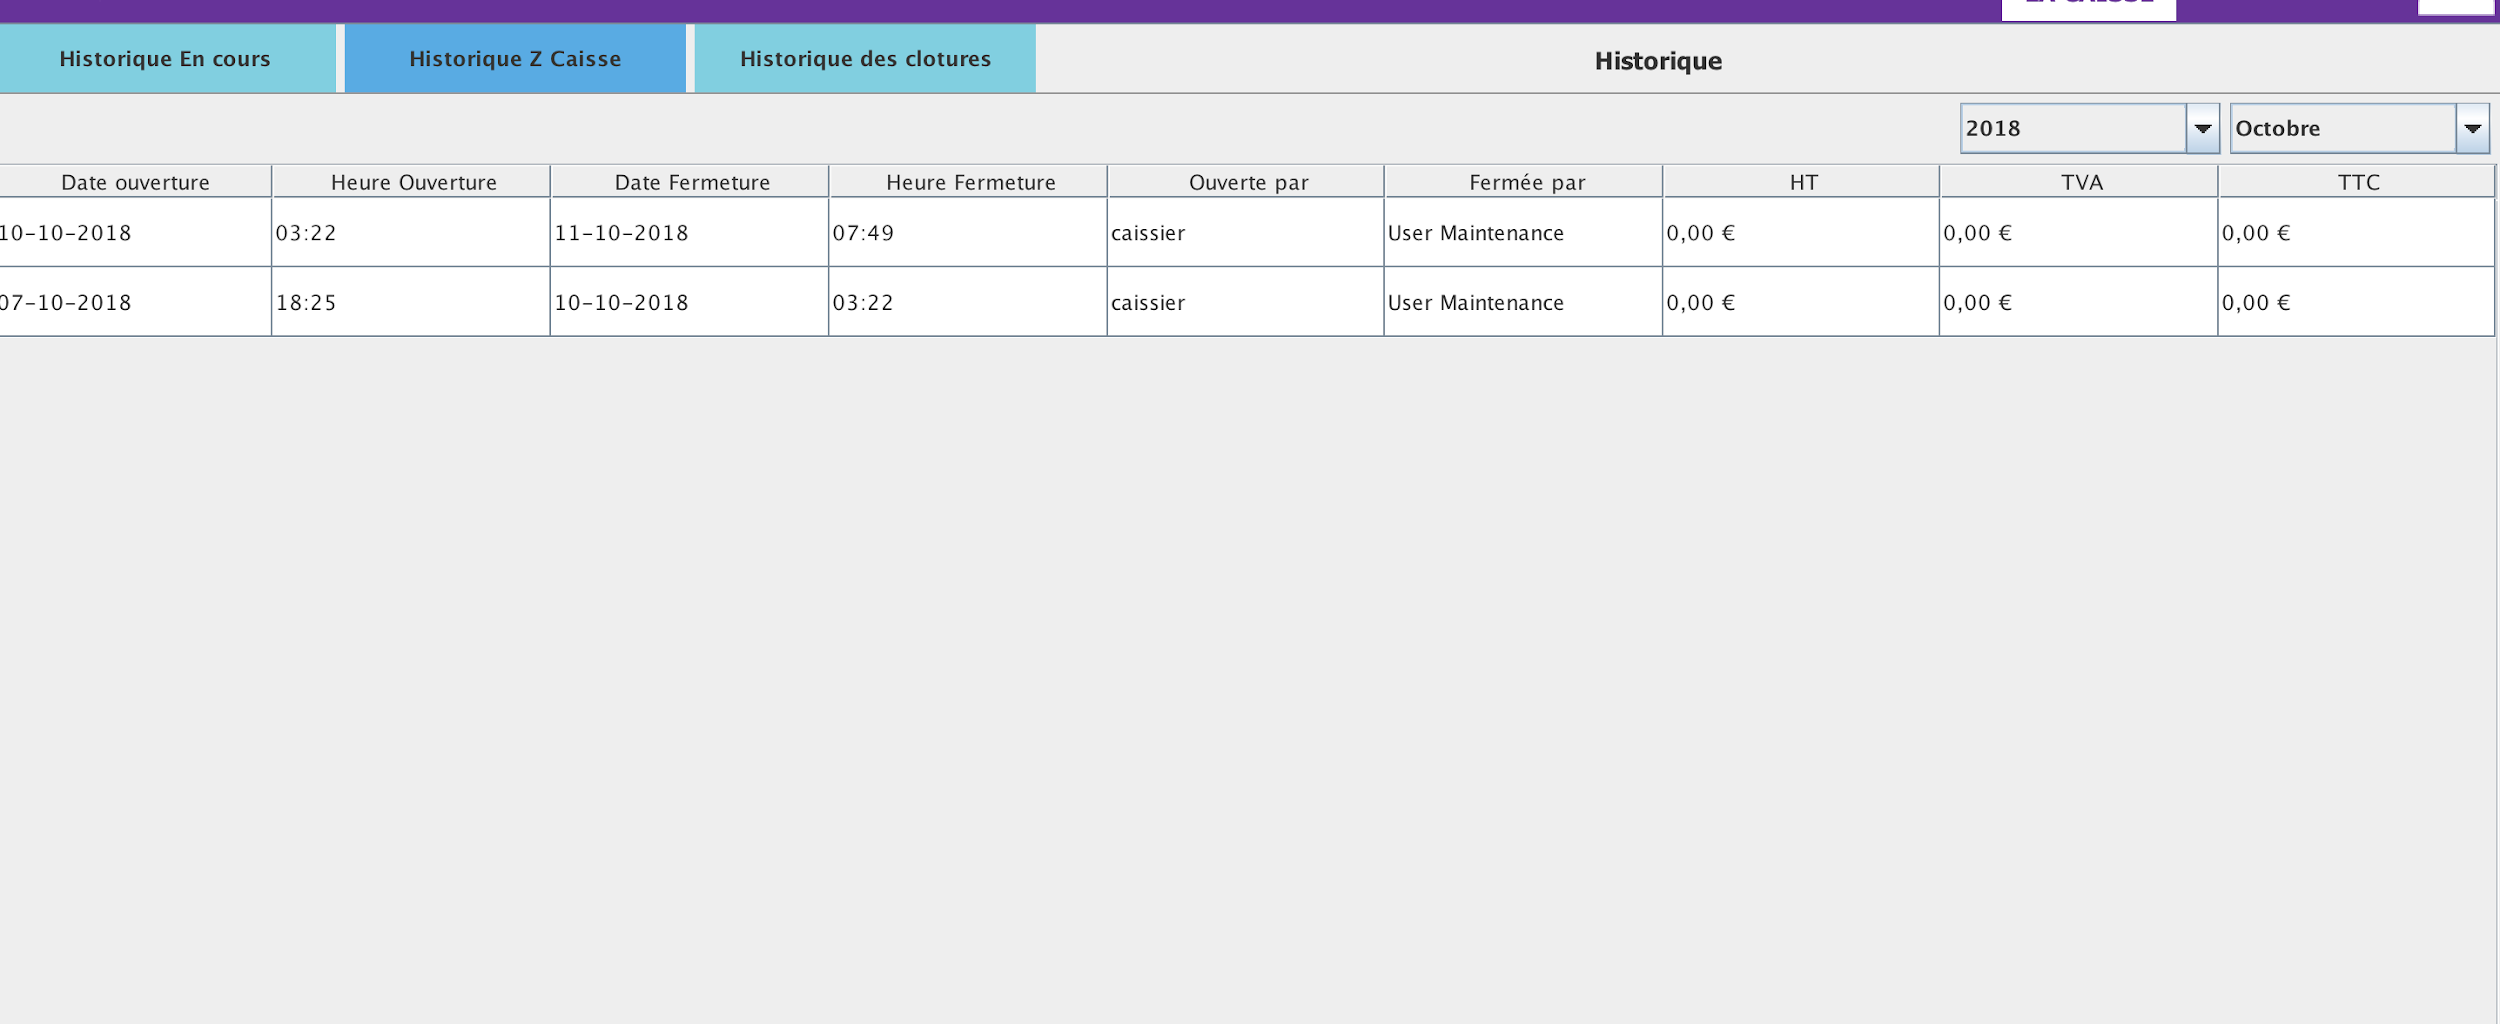 LA CAISSE
Historique En cours Historique Z Caisse Historique des clotures Historique
2018 Octobre
Date ouverture Heure Ouverture Date Fermeture Heure Fermeture Ouverte par Fermée par HT TVA TTC
10-10-2018 03:22 11-10-2018 07:49 caissier User Maintenance 0,00 € 0,00 € 0,00 €
07-10-2018 18:25 10-10-2018 03:22 caissier User Maintenance 0,00 € 0,00 € 0,00 €